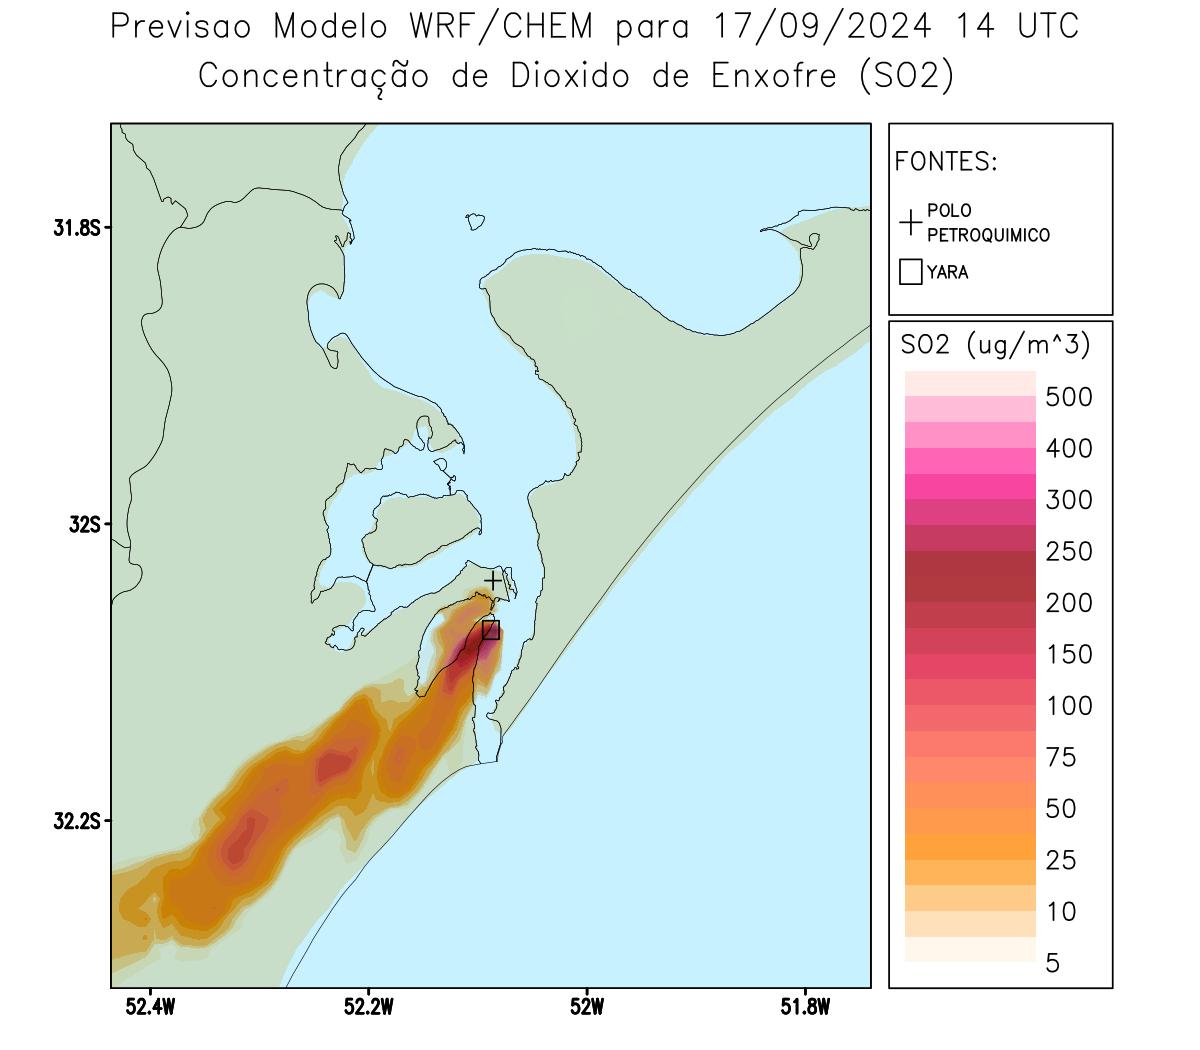 Previsao Modelo WRF/CHEM para 17/09/2024 14 UTC
Concentração de Dioxido de Enxofre (SO2)
FONTES:
POLO
PETROQUIMICO
YARA
SO2 (ug/m^3)
500
400
300
250
200
150
100
75
50
25
10
5
31.8S
32S
32.2S
52.4W
52.2W
52W
51.8W